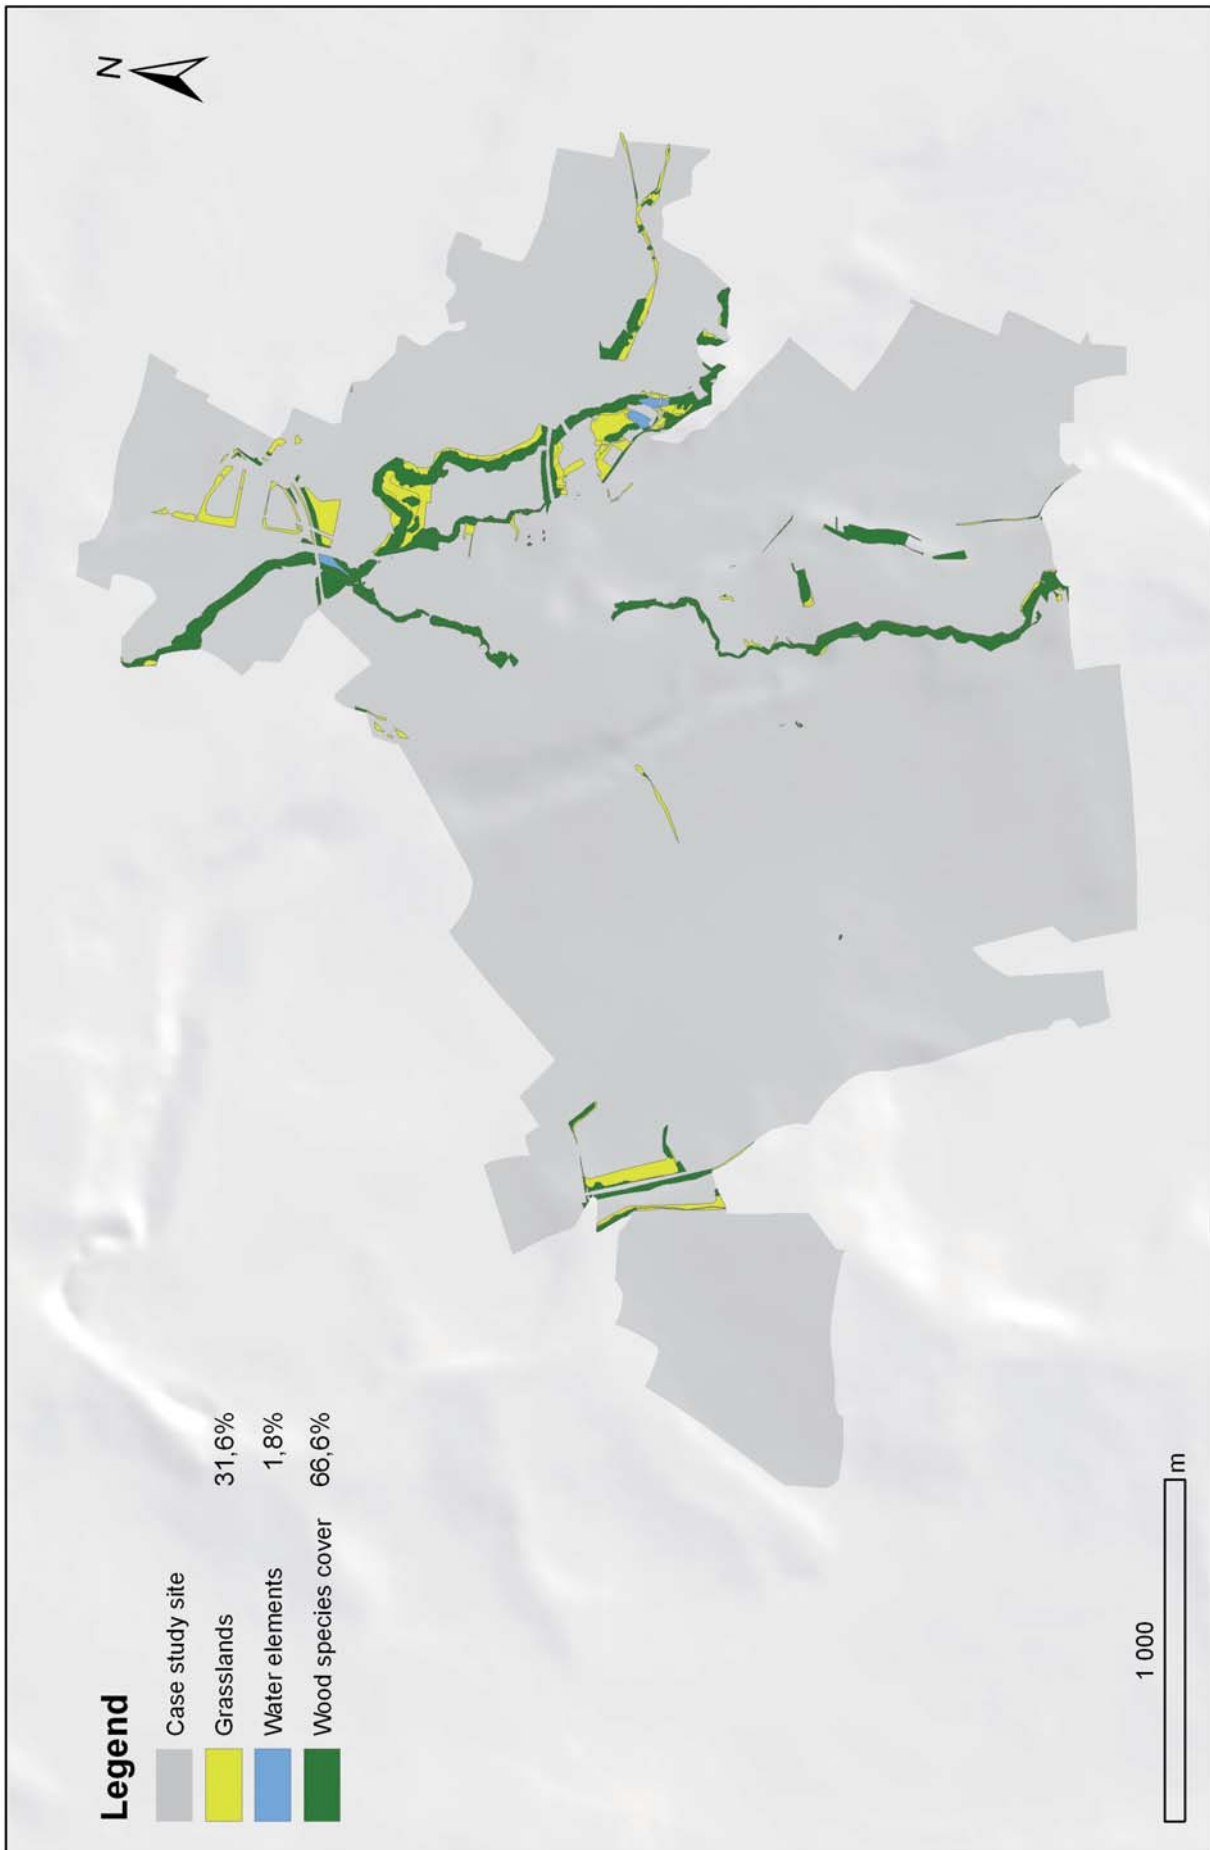 N
Legend
Case study site
Grasslands 31,6%
Water elements 1,8%
Wood species cover 66,6%
1 000
m